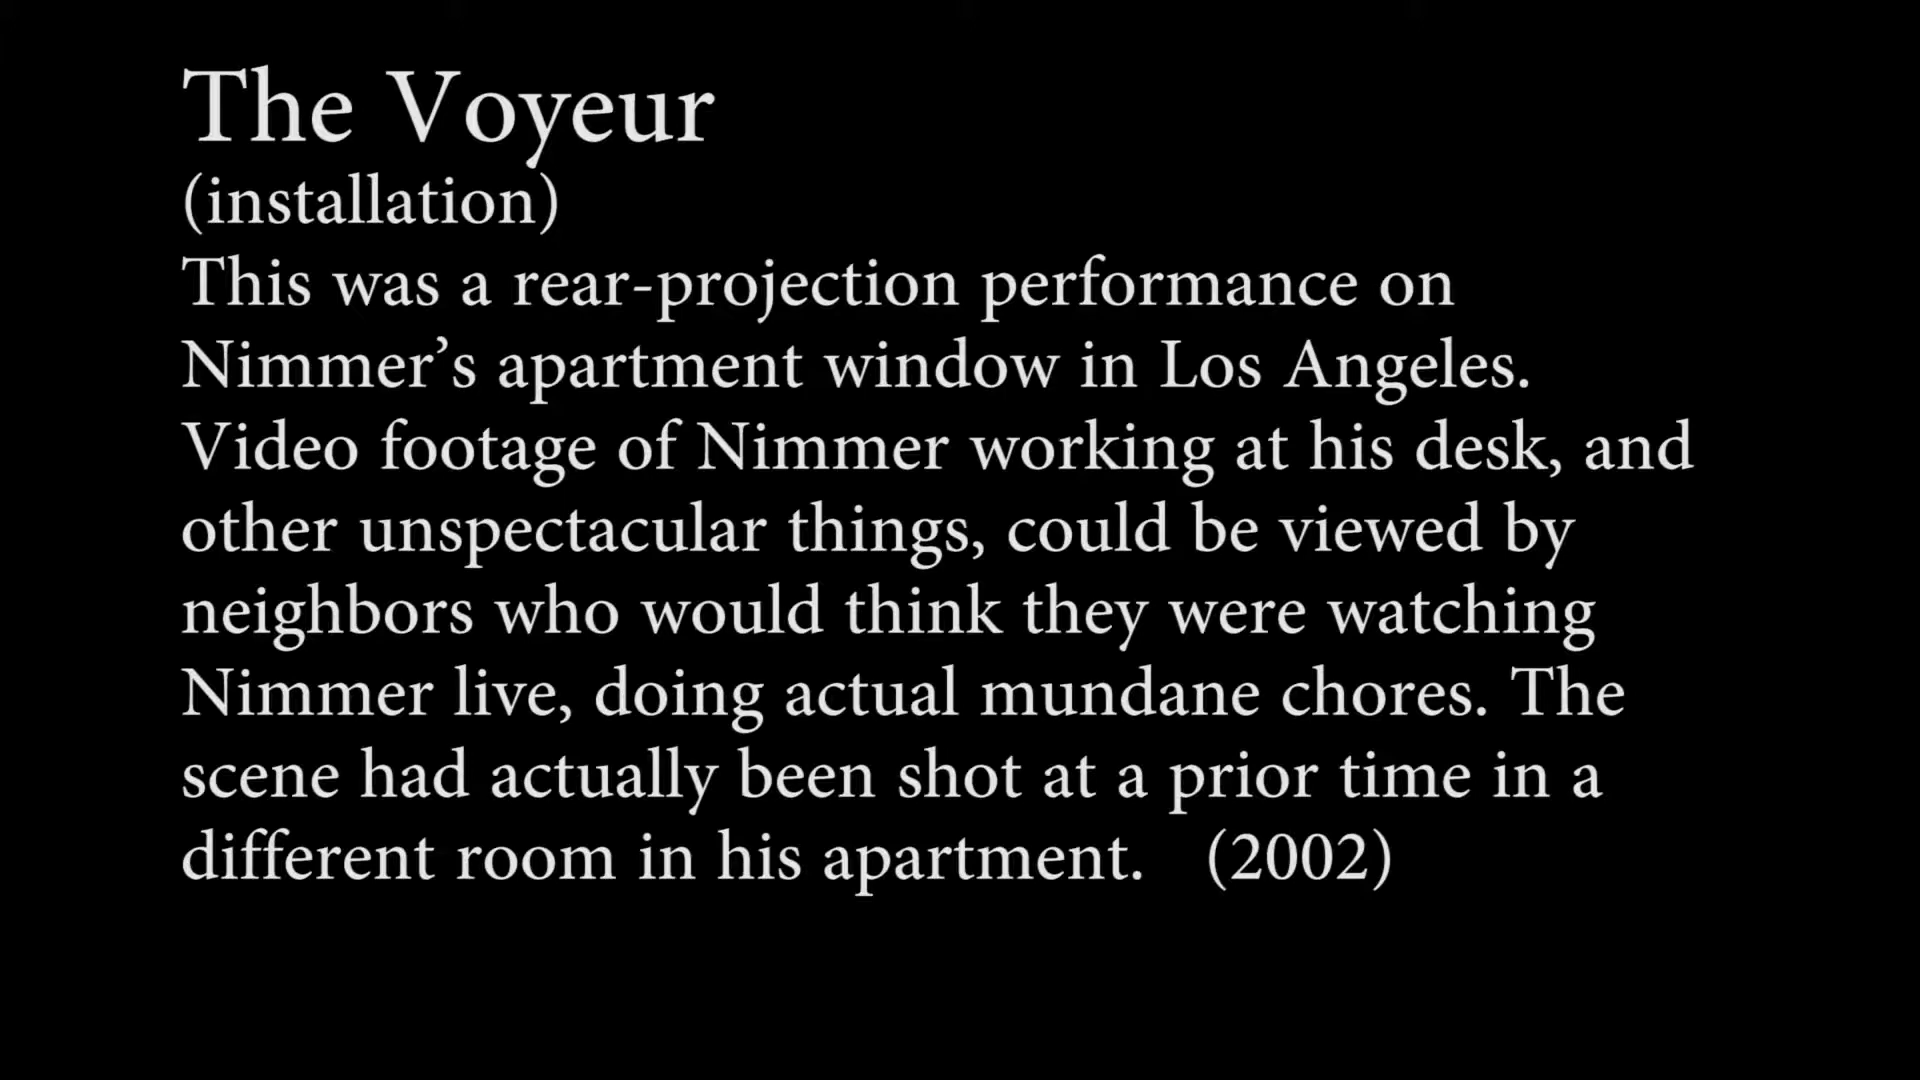 The Voyeur
(installation)
This was a rear-projection performance on
Nimmer’s apartment window in Los Angeles.
Video footage of Nimmer working at his desk, and
other unspectacular things, could be viewed by
neighbors who would think they were watching
Nimmer live, doing actual mundane chores. The
scene had actually been shot at a prior time in a
different room in his apartment. (2002)